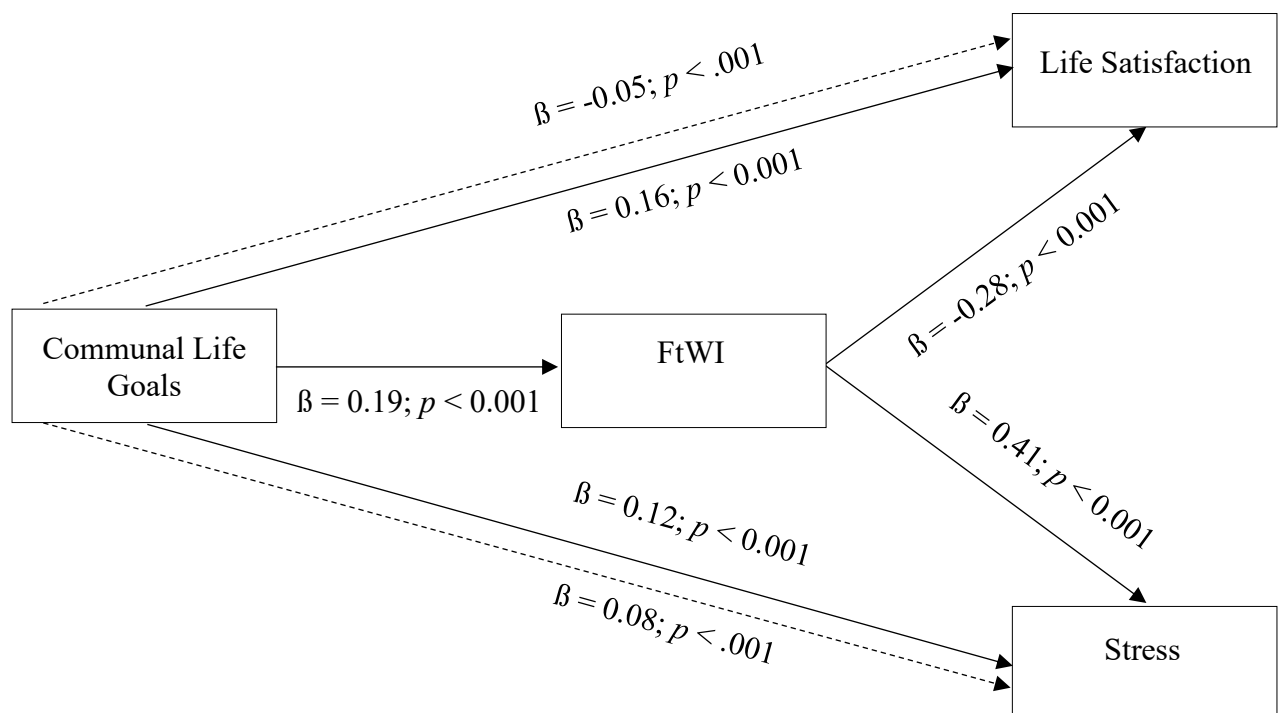 Life Satisfaction
ß = -0.05; p < .001
ß = 0.16; p < 0.001
ß = -0.28; p < 0.001
Communal Life
Goals
FtWI
ß = 0.19; p < 0.001
ß = 0.41; p < 0.001
ß = 0.12; p < 0.001
ß = 0.08; p < .001
Stress